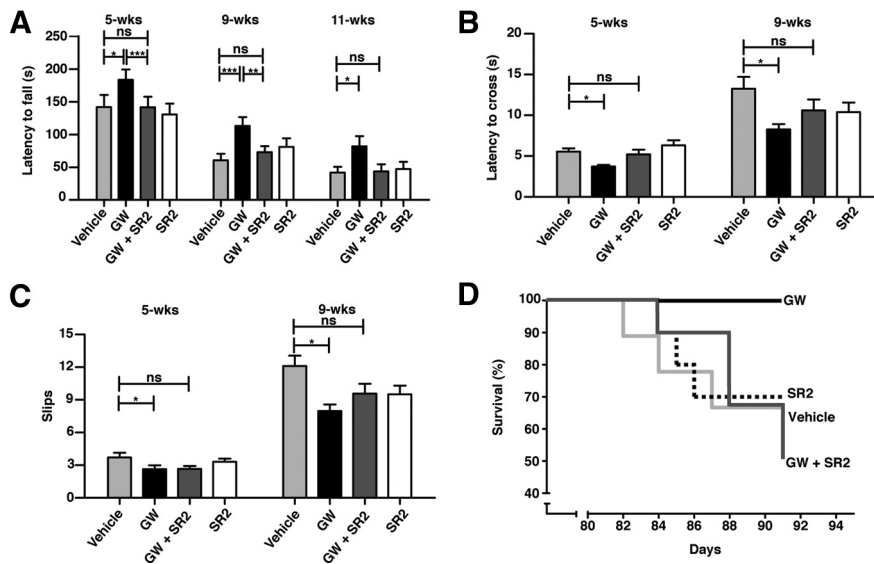 A
5-wks
9-wks
11-wks
ns
*
***
ns
***
**
ns
*
Latency to fall (s)
250
200
150
100
50
0
Vehicle
GW
GW + SR2
SR2
Vehicle
GW
GW + SR2
SR2
Vehicle
GW
GW + SR2
SR2
B
5-wks
9-wks
ns
*
ns
*
Latency to cross (s)
20
15
10
5
0
Vehicle
GW
GW + SR2
SR2
Vehicle
GW
GW + SR2
SR2
C
5-wks
9-wks
ns
*
ns
*
Slips
15
12
9
6
3
0
Vehicle
GW
GW + SR2
SR2
Vehicle
GW
GW + SR2
SR2
D
Survival (%)
100
90
80
70
60
50
40
GW
SR2
Vehicle
GW + SR2
80 82 84 86 88 90 92 94
Days